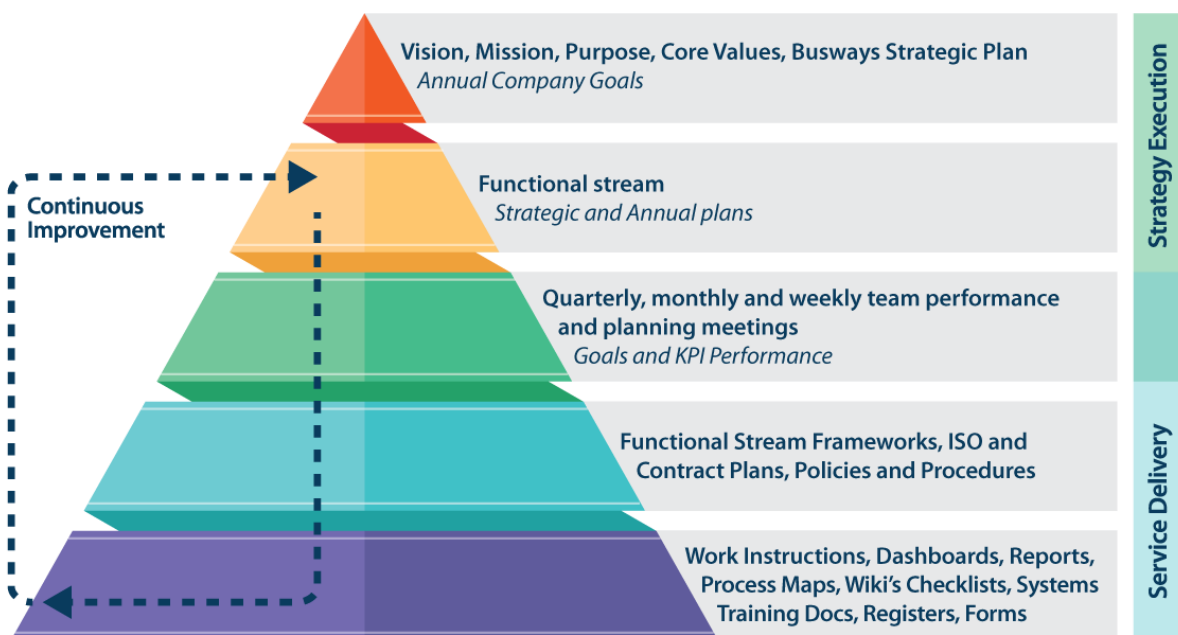 Vision, Mission, Purpose, Core Values, Busways Strategic Plan
Annual Company Goals
Functional stream
Strategic and Annual plans
Continuous
Improvement
Quarterly, monthly and weekly team performance
and planning meetings
Goals and KPI Performance
Functional Stream Frameworks, ISO and
Contract Plans, Policies and Procedures
Work Instructions, Dashboards, Reports,
Process Maps, Wiki's Checklists, Systems
Training Docs, Registers, Forms
Strategy Execution
Service Delivery